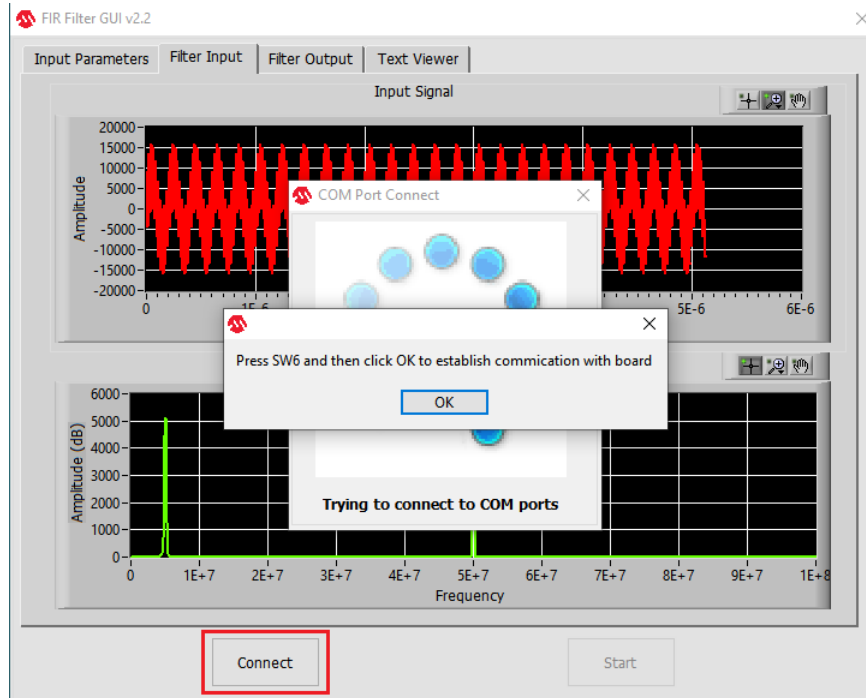 FIR Filter GUI v2.2
Input Parameters Filter Input Filter Output Text Viewer
Input Signal
20000
15000
10000
5000
0
-5000
-10000
-15000
-20000
Amplitude
0 5E-6 6E-6
COM Port Connect
Press SW6 and then click OK to establish commication with board
OK
Trying to connect to COM ports
6000
5000
4000
3000
2000
1000
0
Amplitude (dB)
0 1E+7 2E+7 3E+7 4E+7 5E+7 6E+7 7E+7 8E+7 9E+7 1E+8
Frequency
Connect Start